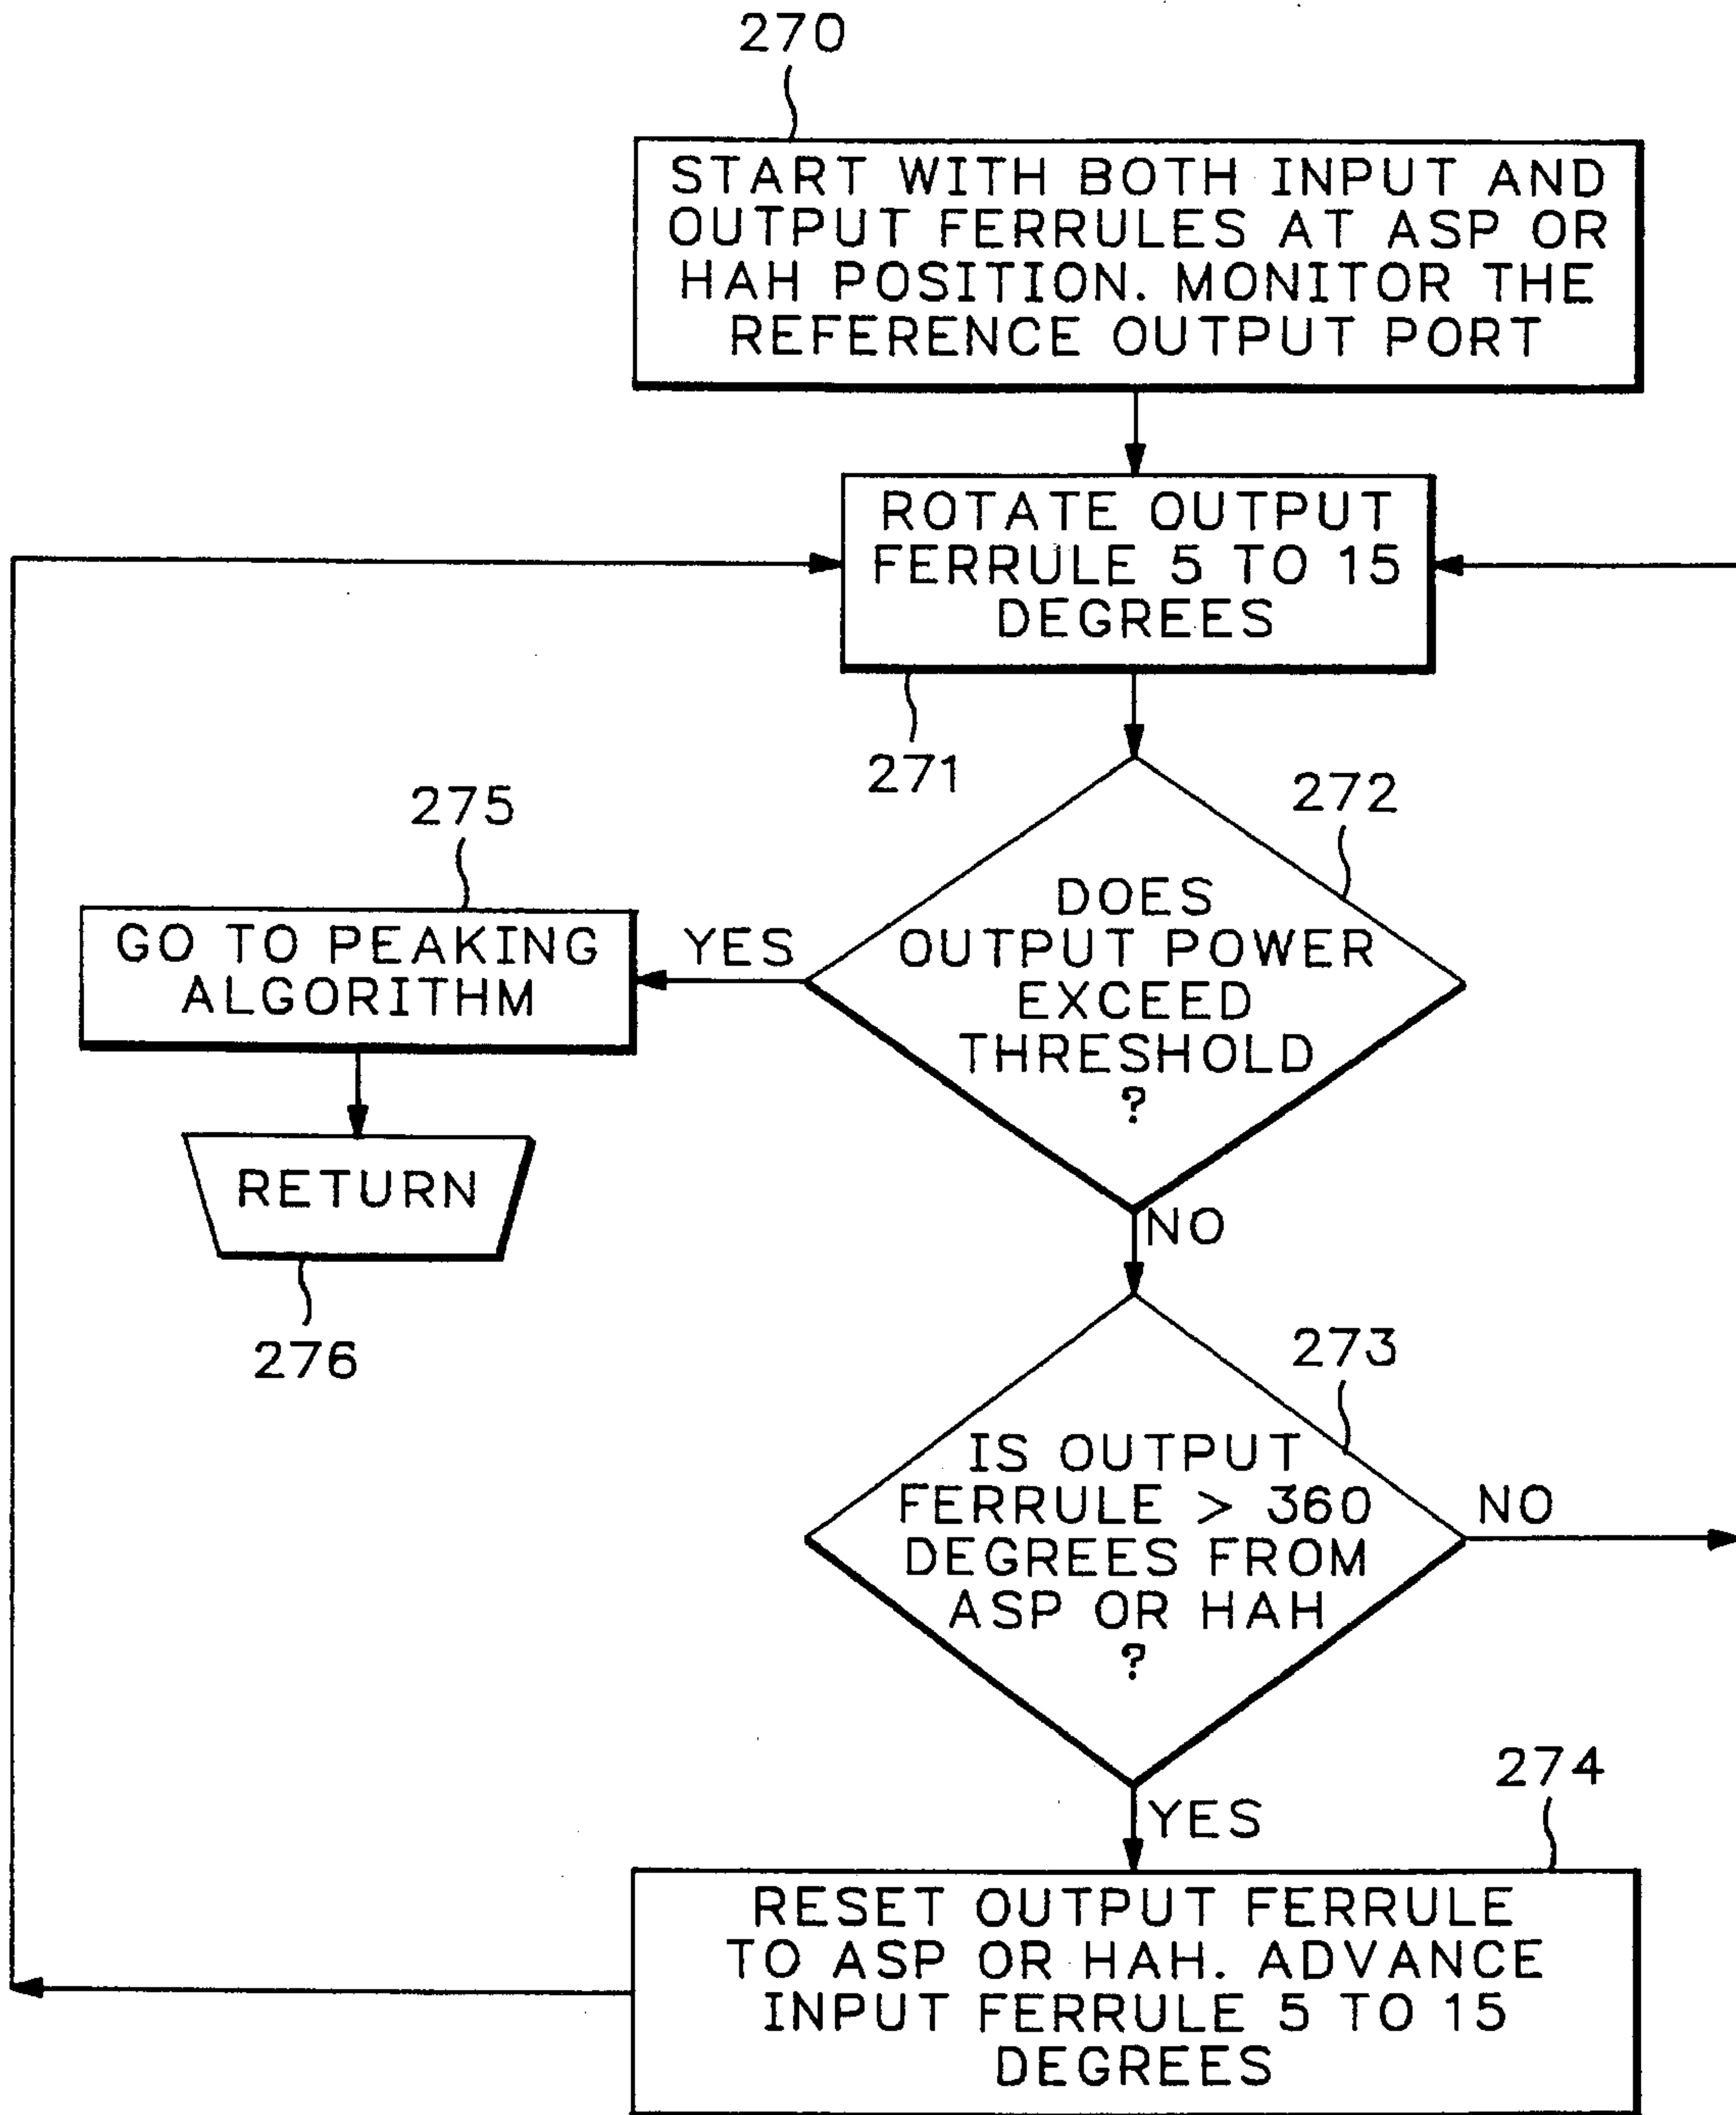 270
START WITH BOTH INPUT AND
OUTPUT FERRULES AT ASP OR
HAH POSITION. MONITOR THE
REFERENCE OUTPUT PORT
ROTATE OUTPUT
FERRULE 5 TO 15
DEGREES
271
272
DOES
OUTPUT POWER
EXCEED
THRESHOLD
?
YES
275
GO TO PEAKING
ALGORITHM
RETURN
276
NO
273
IS OUTPUT
FERRULE > 360
DEGREES FROM
ASP OR HAH
?
NO
YES
274
RESET OUTPUT FERRULE
TO ASP OR HAH. ADVANCE
INPUT FERRULE 5 TO 15
DEGREES